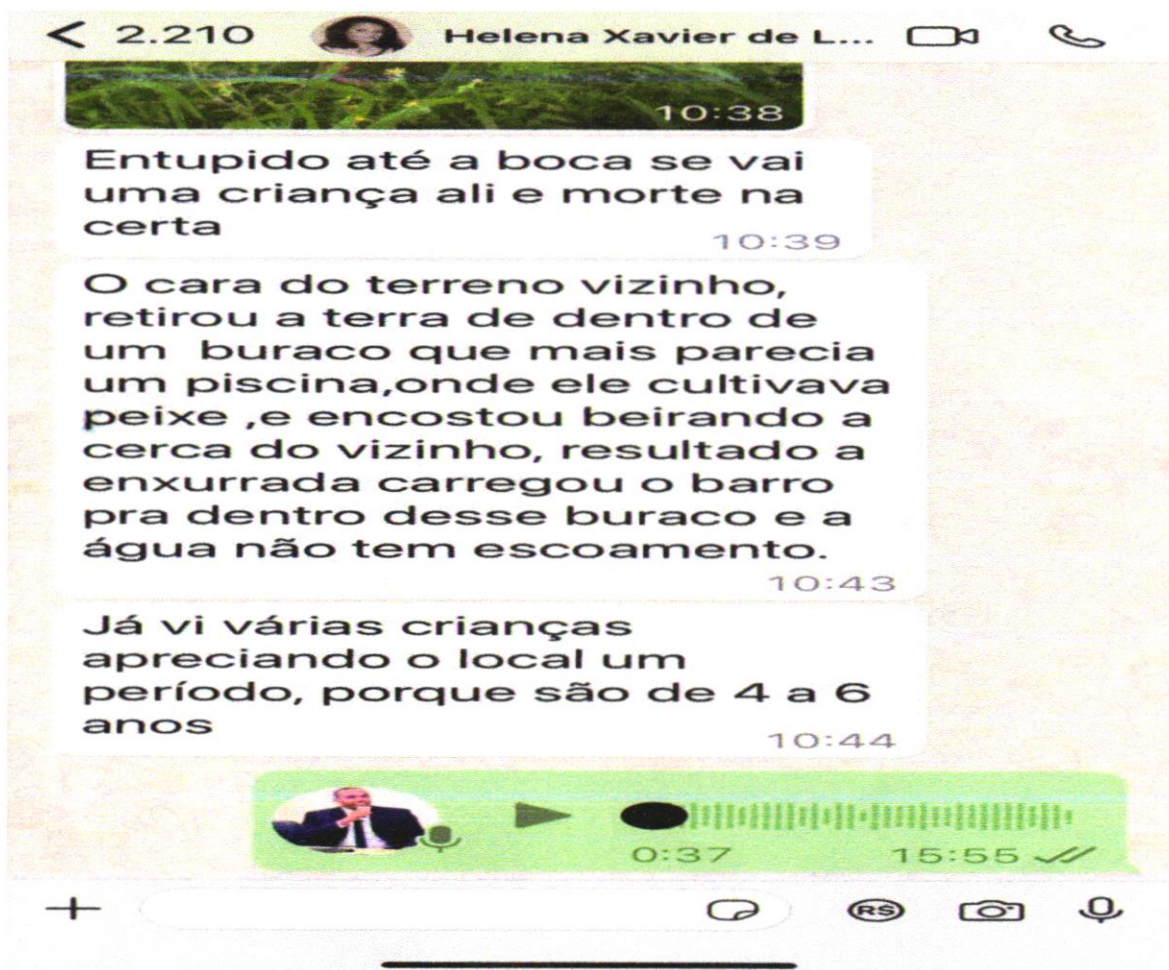 2.210 Helena Xavier de L...
10:38
Entupido até a boca se vai
uma criança ali e morte na
certa
10:39
O cara do terreno vizinho,
retirou a terra de dentro de
um buraco que mais parecia
um piscina,onde ele cultivava
peixe ,e encostou beirando a
cerca do vizinho, resultado a
enxurrada carregou o barro
pra dentro desse buraco e a
água não tem escoamento.
10:43
Já vi várias crianças
apreciando o local um
período, porque são de 4 a 6
anos
10:44
0:37 15:55
R$